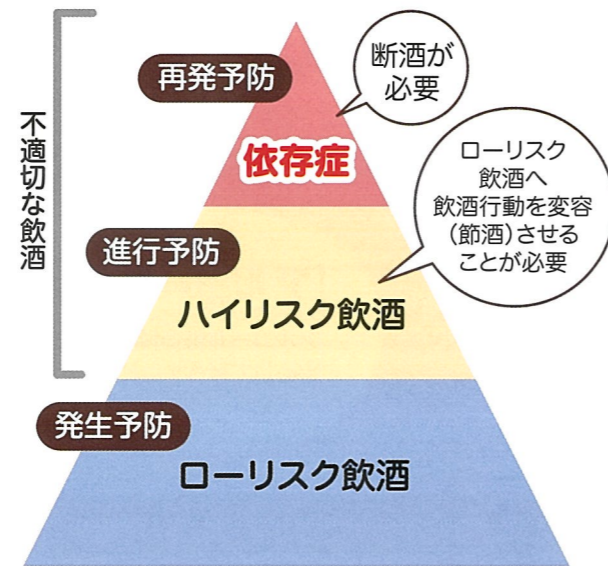 再発予防
断酒が
必要
依存症
不適切な飲酒
ローリスク
飲酒へ
飲酒行動を変容
(節酒)させる
ことが必要
進行予防
ハイリスク飲酒
発生予防
ローリスク飲酒